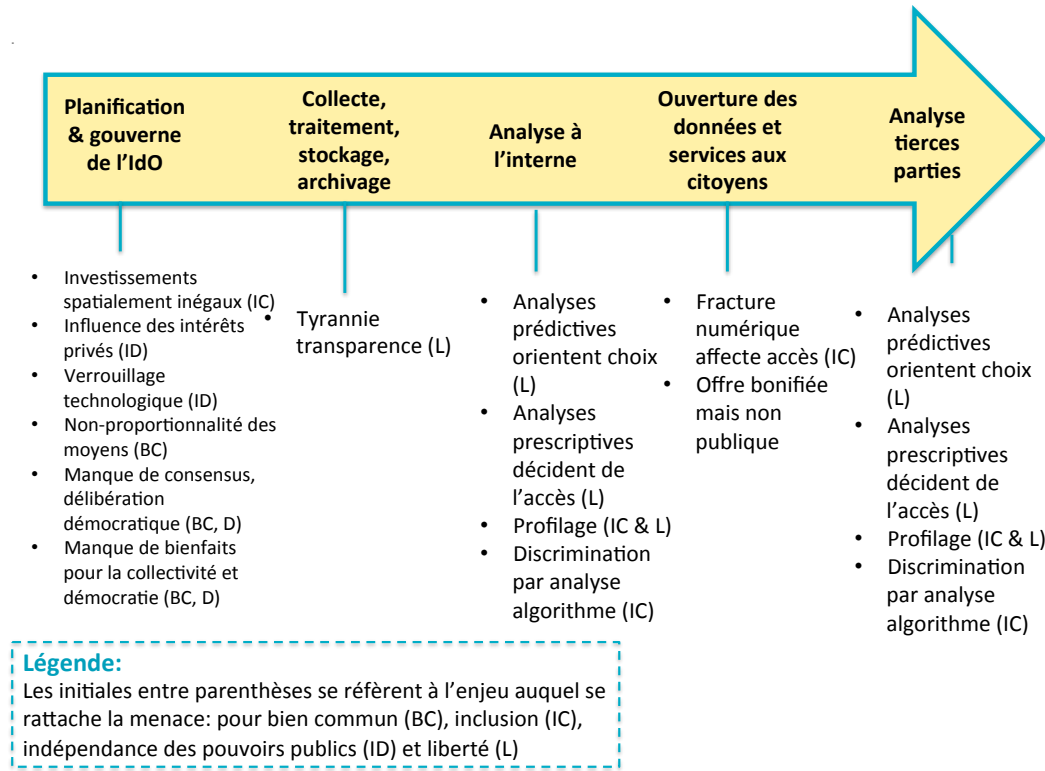 Planification
& gouverne
de l'IdO
Collecte,
traitement,
stockage,
archivage
Analyse à
l'interne
Ouverture des
données et
services aux
citoyens
Analyse
tierces
parties
• Investissements
spatialement inégaux (IC)
• Influence des intérêts
privés (ID)
• Verrouillage
technologique (ID)
• Non-proportionnalité des
moyens (BC)
• Manque de consensus,
délibération
démocratique (BC, D)
• Manque de bienfaits
pour la collectivité et
démocratie (BC, D)
• Tyrannie
transparence (L)
• Analyses
prédictives
orientent choix
(L)
• Analyses
prescriptives
décident de
l'accès (L)
• Profilage (IC & L)
• Discrimination
par analyse
algorithme (IC)
• Fracture
numérique
affecte accès (IC)
• Offre bonifiée
mais non
publique
• Analyses
prédictives
orientent choix
(L)
• Analyses
prescriptives
décident de
l'accès (L)
• Profilage (IC & L)
• Discrimination
par analyse
algorithme (IC)
Légende:
Les initiales entre parenthèses se réfèrent à l'enjeu auquel se
rattache la menace: pour bien commun (BC), inclusion (IC),
indépendance des pouvoirs publics (ID) et liberté (L)